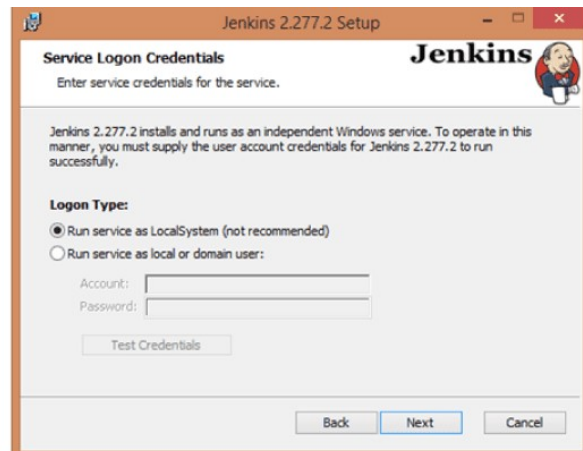 Jenkins 2.277.2 Setup
Service Logon Credentials
Jenkins
Enter service credentials for the service.
Jenkins 2.277.2 installs and runs as an independent Windows service. To operate in this
manner, you must supply the user account credentials for Jenkins 2.277.2 to run
successfully.
Logon Type:
Run service as LocalSystem (not recommended)
Run service as local or domain user:
Account:
Password:
Test Credentials
Back Next Cancel